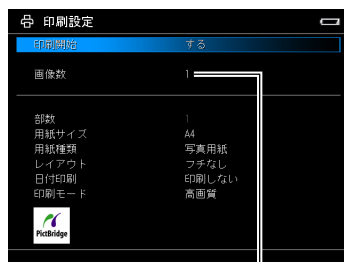 印刷設定
印刷開始 する
画像数 1
部数 1
用紙サイズ A4
用紙種類 写真用紙
レイアウト フチなし
日付印刷 印刷しない
印刷モード 高画質
PictBridge